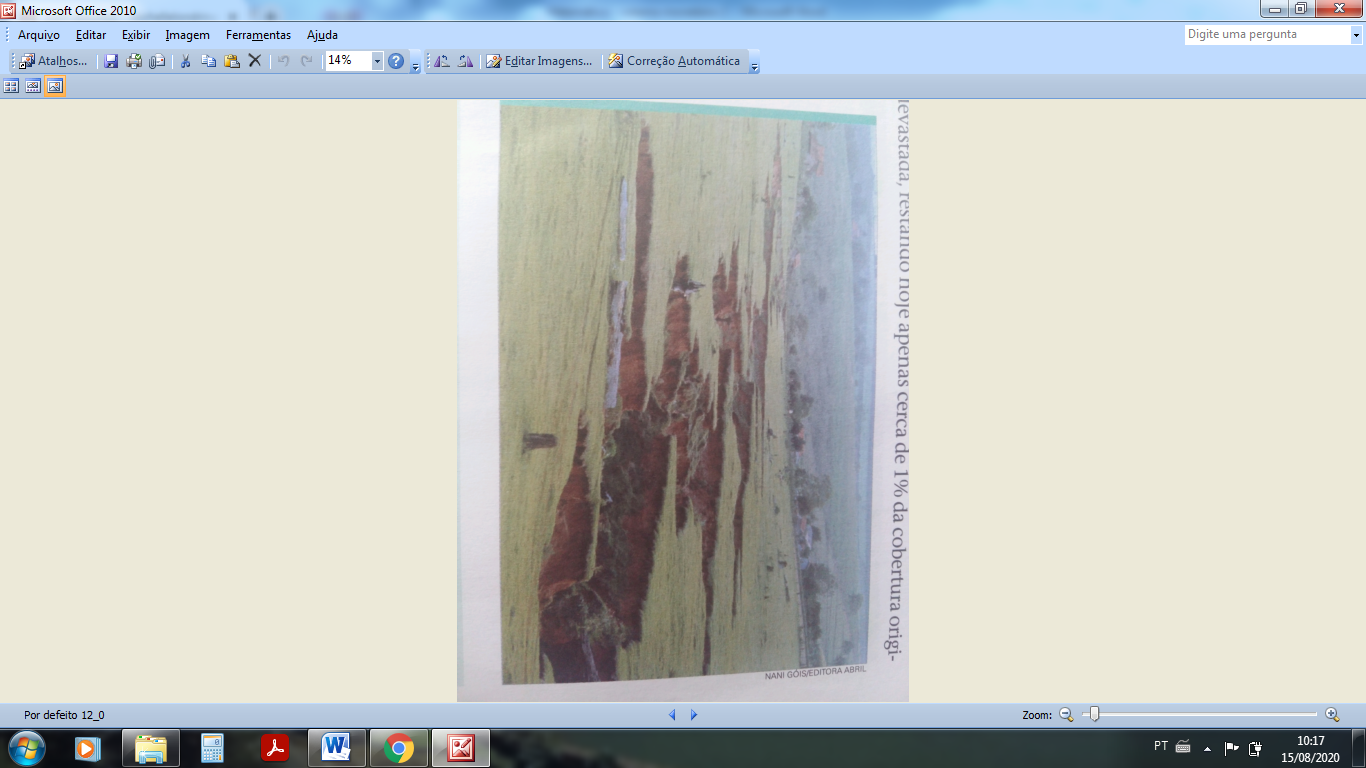 Microsoft Office 2010
Arquivo Editar Exibir Imagem Ferramentas Ajuda
Digite uma pergunta
Atalhos... 14% Editar Imagens... Correção Automática
levastada, restando hoje apenas cerca de 1% da cobertura origi-
NANI GÓIS/EDITORA ABRIL
Por defeito 12_0
Zoom:
PT
10:17
15/08/2020